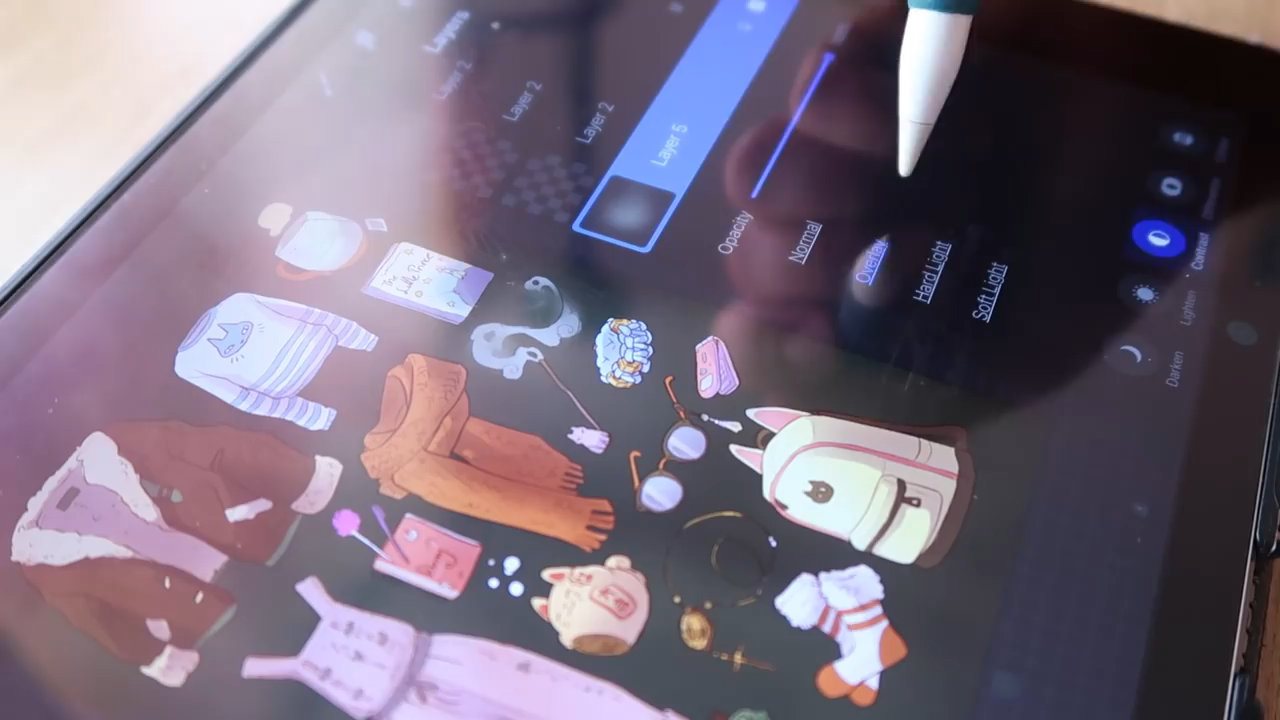 Layers
Layer 2
Layer 2
Layer 2
Layer 5
Opacity
Normal
Overlay
Hard Light
Soft Light
Contrast
Lighten
Darken
The
Little Prince